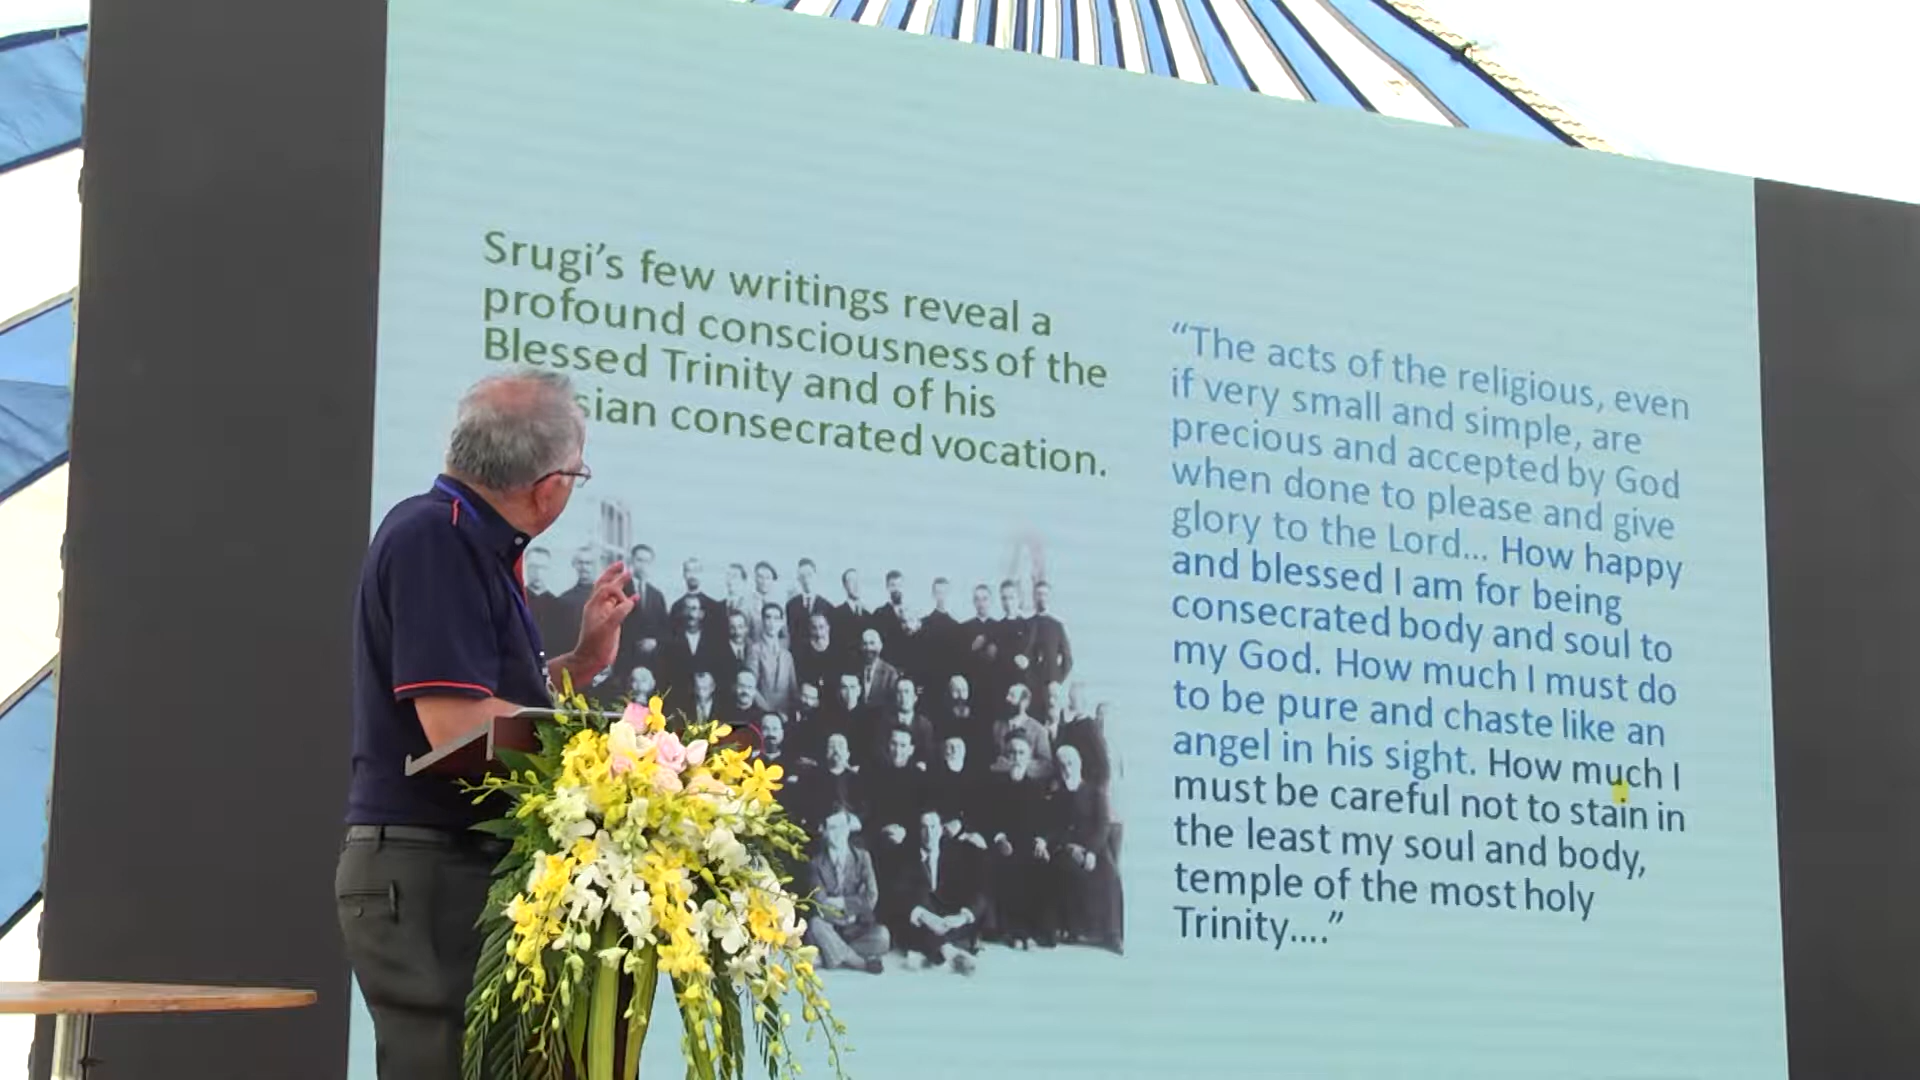 Srugi's few writings reveal a
profound consciousness of the
Blessed Trinity and of his
sian consecrated vocation.
“The acts of the religious, even
if very small and simple, are
precious and accepted by God
when done to please and give
glory to the Lord... How happy
and blessed I am for being
consecrated body and soul to
my God. How much I must do
to be pure and chaste like an
angel in his sight. How much I
must be careful not to stain in
the least my soul and body,
temple of the most holy
Trinity....”